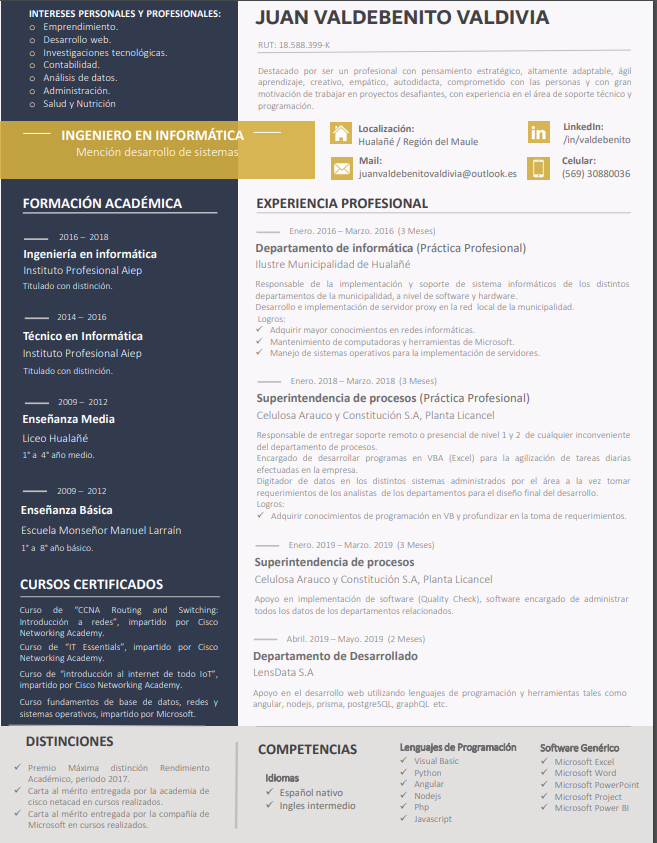 INTERESES PERSONALES Y PROFESIONALES:
o Emprendimiento.
o Desarrollo web.
o Investigaciones tecnológicas.
o Contabilidad.
o Análisis de datos.
o Administración.
o Salud y Nutrición
JUAN VALDEBENITO VALDIVIA
RUT: 18.588.399-K
Destacado por ser un profesional con pensamiento estratégico, altamente adaptable, ágil
aprendizaje, creativo, empático, autodidacta, comprometido con las personas y con gran
motivación de trabajar en proyectos desafiantes, con experiencia en el área de soporte técnico y
programación.
INGENIERO EN INFORMÁTICA
Mención desarrollo de sistemas
Localización:
Hualañé / Región del Maule
LinkedIn:
/in/valdebenito
Mail:
juanvaldebenitovaldivia@outlook.es
Celular:
(569) 30880036
FORMACIÓN ACADÉMICA
2016 – 2018
Ingeniería en informática
Instituto Profesional Aiep
Titulado con distinción.
2014 – 2016
Técnico en Informática
Instituto Profesional Aiep
Titulado con distinción.
2009 – 2012
Enseñanza Media
Liceo Hualañé
1° a 4° año medio.
2009 – 2012
Enseñanza Básica
Escuela Monseñor Manuel Larraín
1° a 8° año básico.
CURSOS CERTIFICADOS
Curso de “CCNA Routing and Switching:
Introducción a redes”, impartido por Cisco
Networking Academy.
Curso de “IT Essentials”, impartido por Cisco
Networking Academy.
Curso de “introducción al internet de todo IoT”,
impartido por Cisco Networking Academy.
Curso fundamentos de base de datos, redes y
sistemas operativos, impartido por Microsoft.
EXPERIENCIA PROFESIONAL
Enero. 2016 – Marzo. 2016 (3 Meses)
Departamento de informática (Práctica Profesional)
Ilustre Municipalidad de Hualañé
Responsable de la implementación y soporte de sistema informáticos de los distintos
departamentos de la municipalidad, a nivel de software y hardware.
Desarrollo e implementación de servidor proxy en la red local de la municipalidad.
Logros:
✓ Adquirir mayor conocimientos en redes informáticas.
✓ Mantenimiento de computadoras y herramientas de Microsoft.
✓ Manejo de sistemas operativos para la implementación de servidores.
Enero. 2018 – Marzo. 2018 (3 Meses)
Superintendencia de procesos (Práctica Profesional)
Celulosa Arauco y Constitución S.A, Planta Licancel
Responsable de entregar soporte remoto o presencial de nivel 1 y 2 de cualquier inconveniente
del departamento de procesos.
Encargado de desarrollar programas en VBA (Excel) para la agilización de tareas diarias
efectuadas en la empresa.
Digitador de datos en los distintos sistemas administrados por el área a la vez tomar
requerimientos de los analistas de los departamentos para el diseño final del desarrollo.
Logros:
✓ Adquirir conocimientos de programación en VB y profundizar en la toma de requerimientos.
Enero. 2019 – Marzo. 2019 (3 Meses)
Superintendencia de procesos
Celulosa Arauco y Constitución S.A, Planta Licancel
Apoyo en implementación de software (Quality Check), software encargado de administrar
todos los datos de los departamentos relacionados.
Abril. 2019 – Mayo. 2019 (2 Meses)
Departamento de Desarrollado
LensData S.A
Apoyo en el desarrollo web utilizando lenguajes de programación y herramientas tales como
angular, nodejs, prisma, postgreSQL, graphQL etc.
DISTINCIONES
✓ Premio Máxima distinción Rendimiento
Académico, periodo 2017.
✓ Carta al mérito entregada por la academia de
cisco netacad en cursos realizados.
✓ Carta al mérito entregada por la compañía de
Microsoft en cursos realizados.
COMPETENCIAS
Idiomas
✓ Español nativo
✓ Ingles intermedio
Lenguajes de Programación
✓ Visual Basic
✓ Python
✓ Angular
✓ Nodejs
✓ Php
✓ Javascript
Software Genérico
✓ Microsoft Excel
✓ Microsoft Word
✓ Microsoft PowerPoint
✓ Microsoft Project
✓ Microsoft Power BI